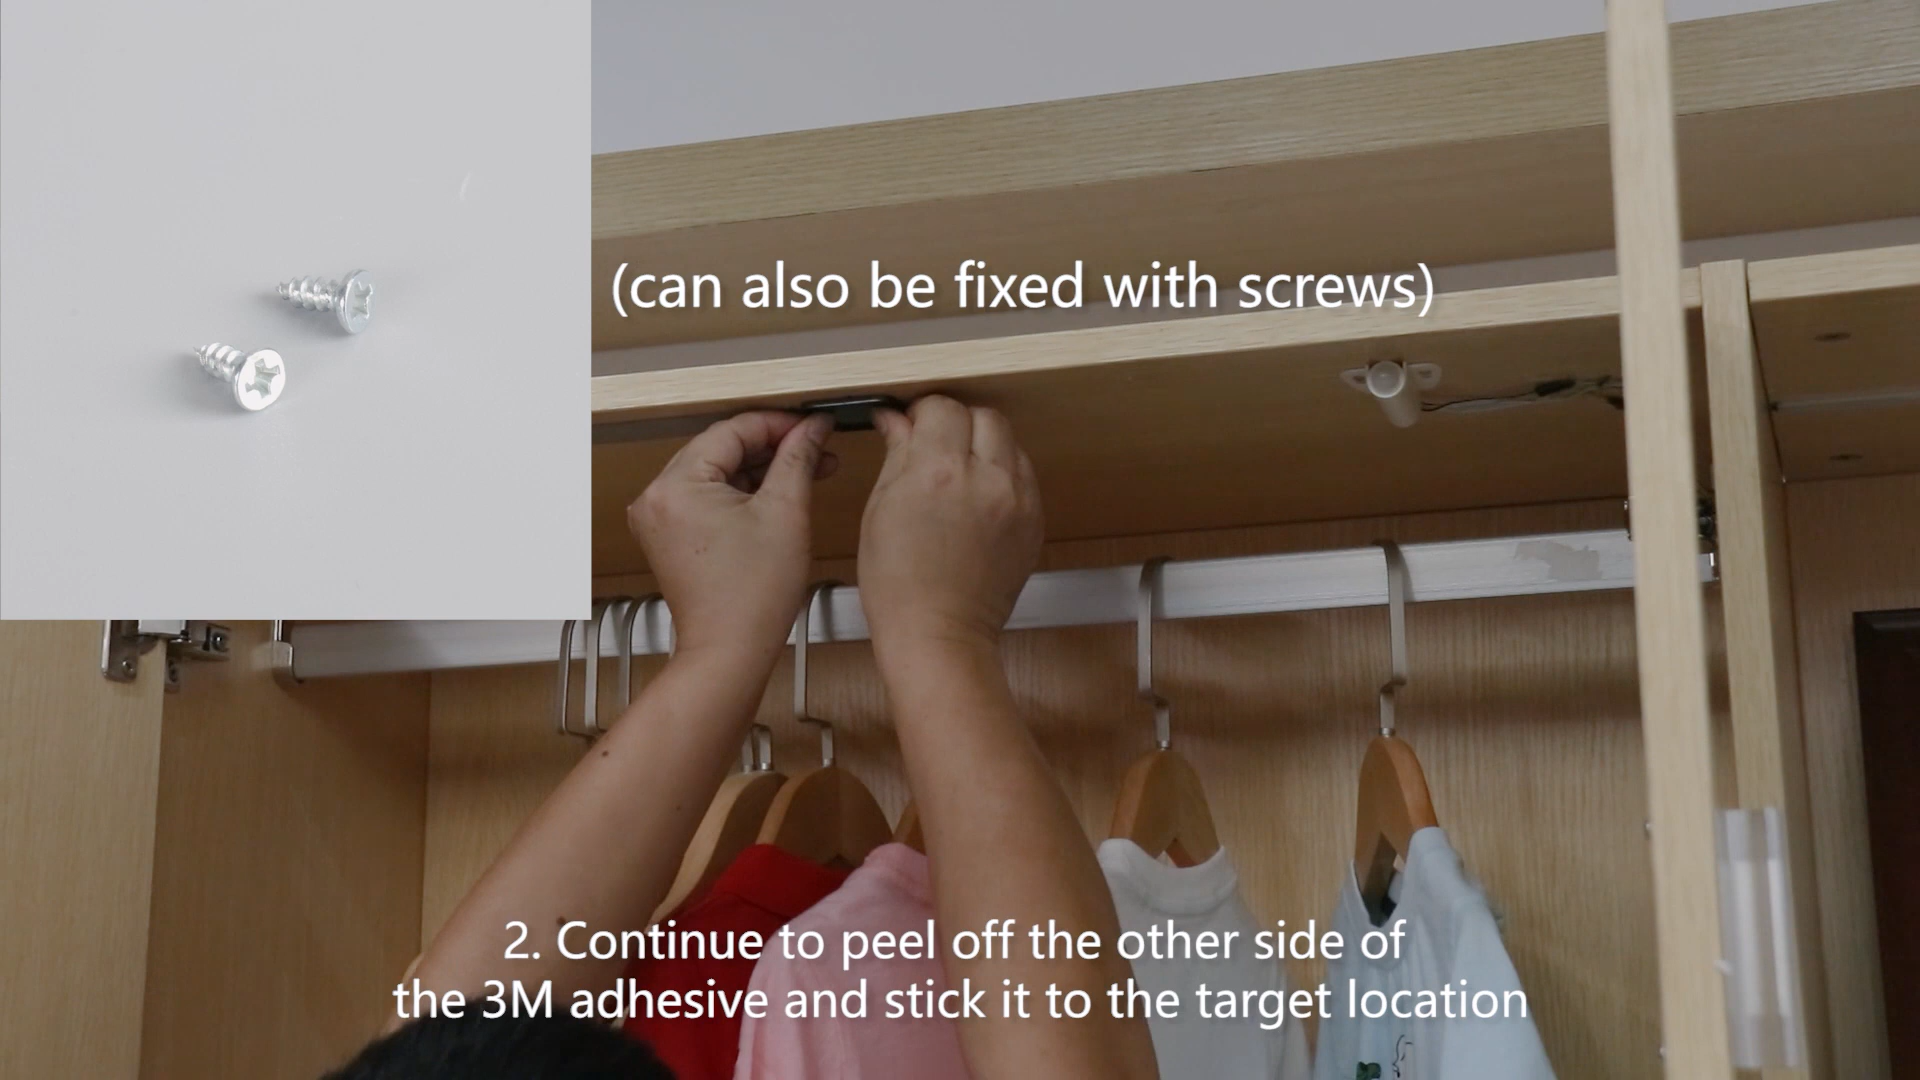 (can also be fixed with screws)
2. Continue to peel off the other side of
the 3M adhesive and stick it to the target location